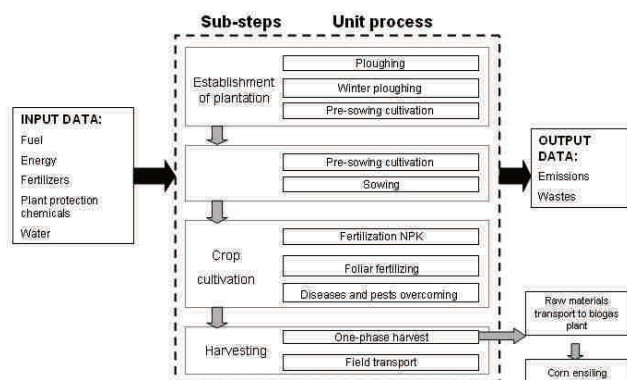 Sub-steps Unit process
INPUT DATA:
Fuel
Energy
Fertilizers
Plant protection
chemicals
Water
Establishment
of plantation
Ploughing
Winter ploughing
Pre-sowing cultivation
Pre-sowing cultivation
Sowing
Crop
cultivation
Fertilization NPK
Foliar fertilizing
Diseases and pests overcoming
Harvesting
One-phase harvest
Field transport
OUTPUT
DATA:
Emissions
Wastes
Raw materials
transport to biogas
plant
Corn ensiling